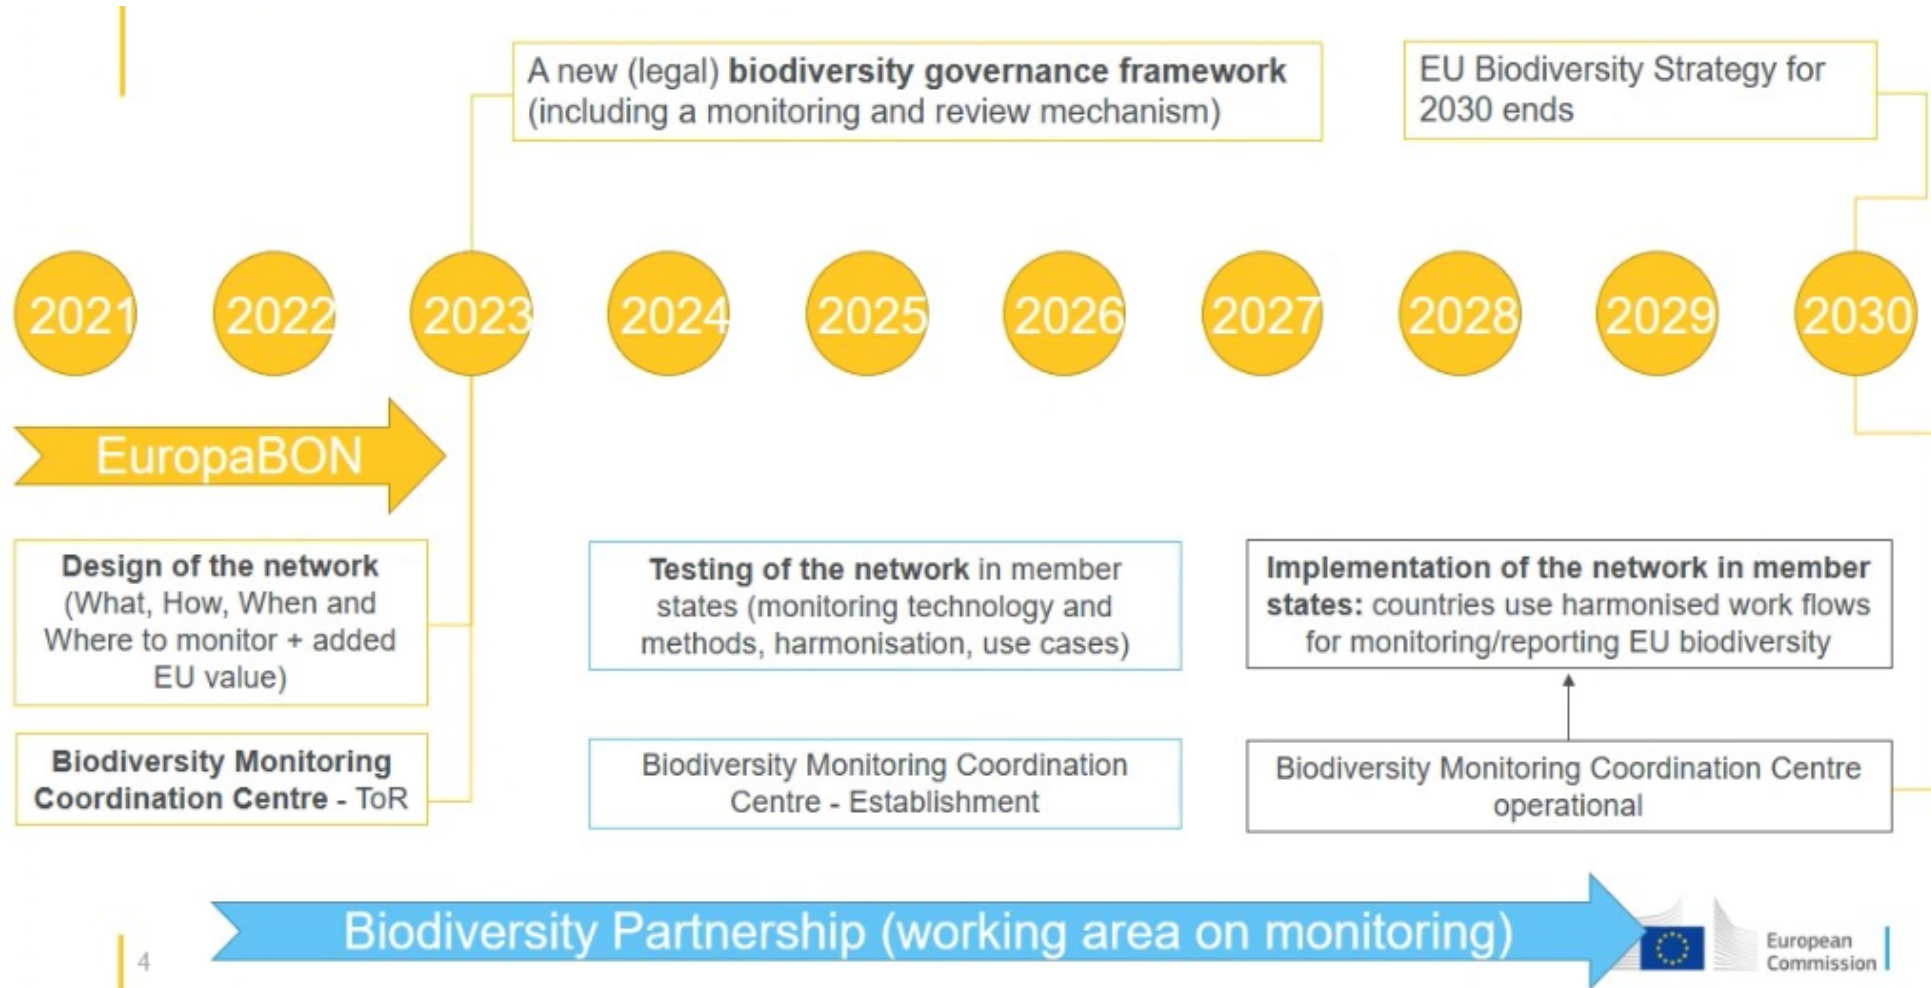 A new (legal) biodiversity governance framework
(including a monitoring and review mechanism)
EU Biodiversity Strategy for
2030 ends
2021
2022
2023
2024
2025
2026
2027
2028
2029
2030
EuropaBON
Design of the network
(What, How, When and
Where to monitor + added
EU value)
Testing of the network in member
states (monitoring technology and
methods, harmonisation, use cases)
Implementation of the network in member
states: countries use harmonised work flows
for monitoring/reporting EU biodiversity
Biodiversity Monitoring
Coordination Centre - ToR
Biodiversity Monitoring Coordination
Centre - Establishment
Biodiversity Monitoring Coordination Centre
operational
Biodiversity Partnership (working area on monitoring)
4
European
Commission